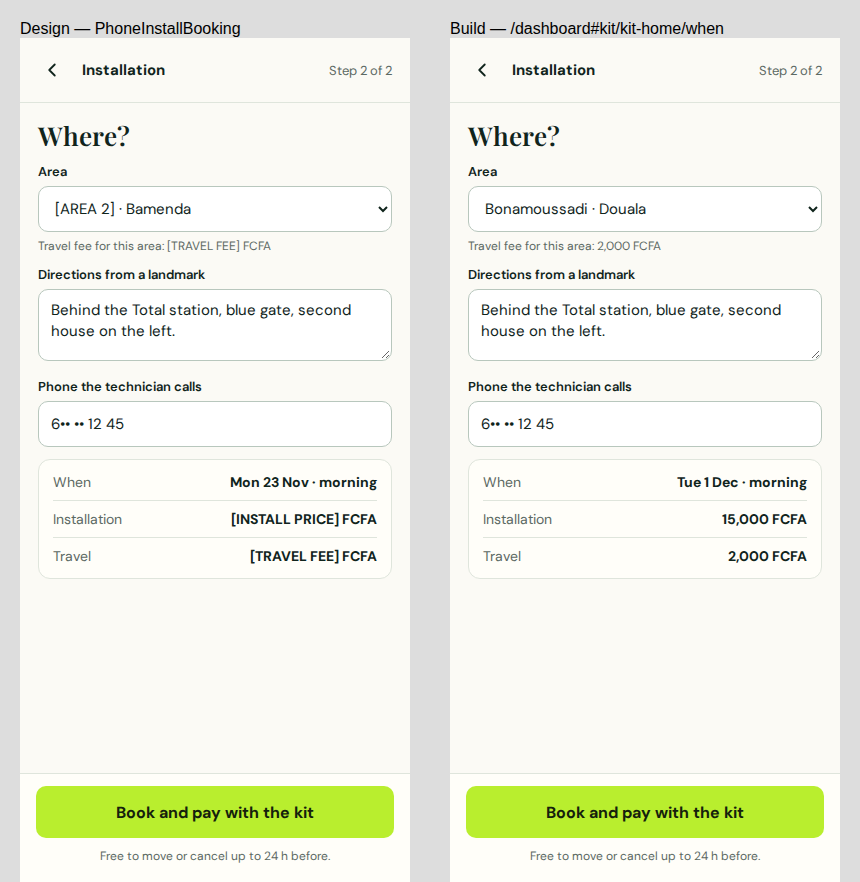 Design — PhoneInstallBooking
Installation
Step 2 of 2
Where?
Area
[AREA 2] · Bamenda
Travel fee for this area: [TRAVEL FEE] FCFA
Directions from a landmark
Behind the Total station, blue gate, second
house on the left.
Phone the technician calls
6•• •• 12 45
When
Mon 23 Nov · morning
Installation
[INSTALL PRICE] FCFA
Travel
[TRAVEL FEE] FCFA
Book and pay with the kit
Free to move or cancel up to 24 h before.
Build — /dashboard#kit/kit-home/when
Installation
Step 2 of 2
Where?
Area
Bonamoussadi · Douala
Travel fee for this area: 2,000 FCFA
Directions from a landmark
Behind the Total station, blue gate, second
house on the left.
Phone the technician calls
6•• •• 12 45
When
Tue 1 Dec · morning
Installation
15,000 FCFA
Travel
2,000 FCFA
Book and pay with the kit
Free to move or cancel up to 24 h before.